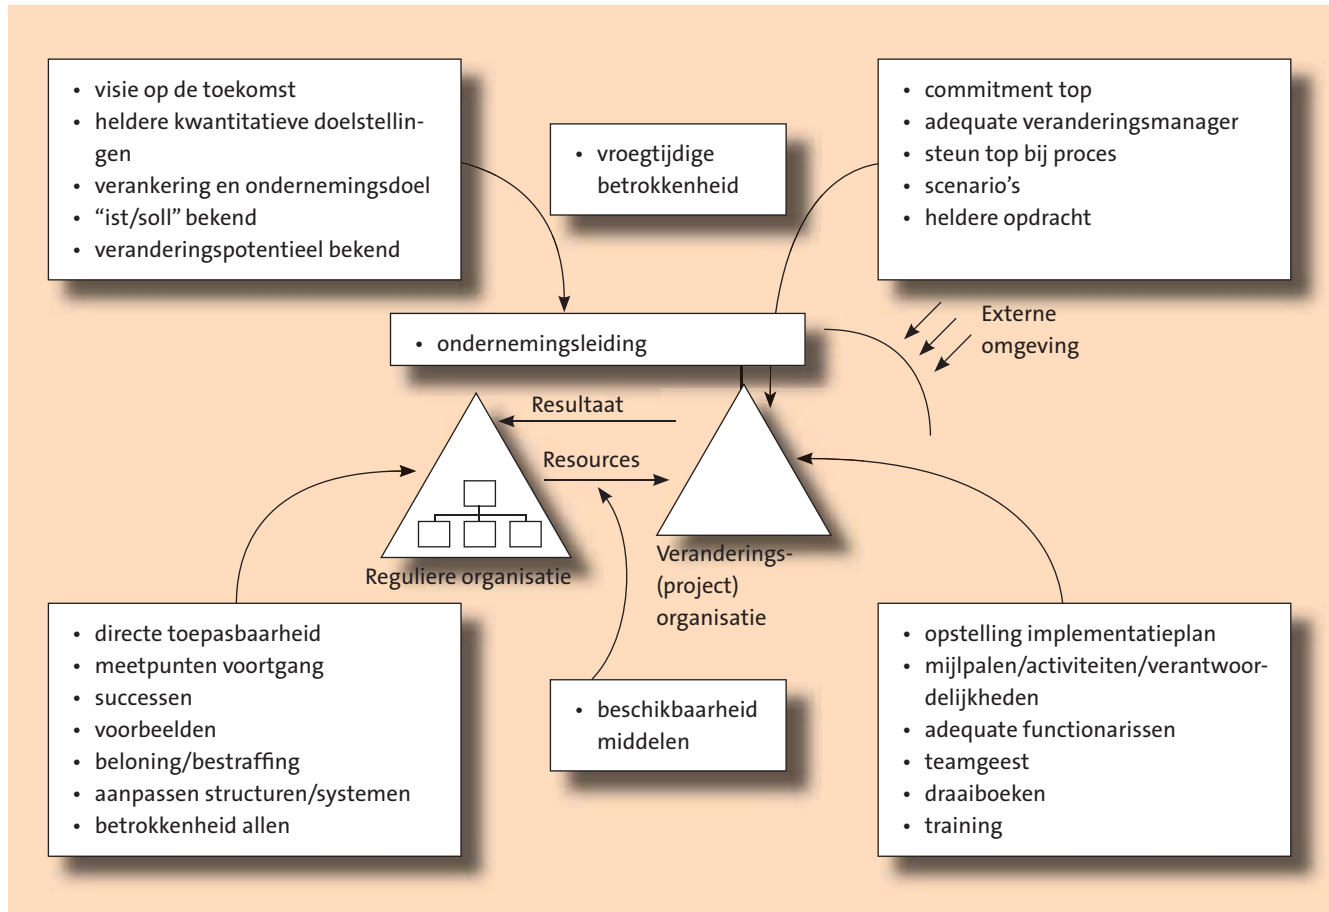 • visie op de toekomst
• heldere kwantitatieve doelstellin-
gen
• verankering en ondernemingsdoel
• “ist/soll” bekend
• veranderingspotentieel bekend
• vroegtijdige
betrokkenheid
• commitment top
• adequate veranderingsmanager
• steun top bij proces
• scenario’s
• heldere opdracht
Externe
omgeving
• ondernemingsleiding
Resultaat
Resources
Reguliere organisatie
Veranderings-
(project)
organisatie
• directe toepasbaarheid
• meetpunten voortgang
• successen
• voorbeelden
• beloning/bestraffing
• aanpassen structuren/systemen
• betrokkenheid allen
• beschikbaarheid
middelen
• opstelling implementatieplan
• mijlpalen/activiteiten/verantwoor-
delijkheden
• adequate functionarissen
• teamgeest
• draaiboeken
• training